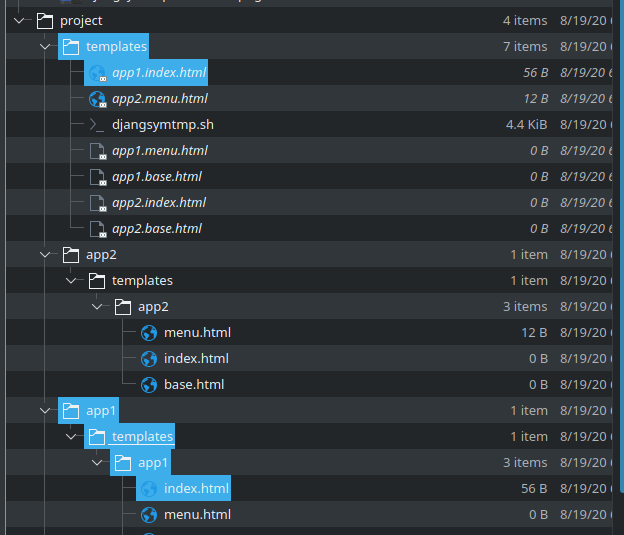 project 4 items 8/19/20
templates 7 items 8/19/20
app1.index.html 56 B 8/19/20
app2.menu.html 12 B 8/19/20
djangsymtmp.sh 4.4 KiB 8/19/20
app1.menu.html 0 B 8/19/20
app1.base.html 0 B 8/19/20
app2.index.html 0 B 8/19/20
app2.base.html 0 B 8/19/20
app2 1 item 8/19/20
templates 1 item 8/19/20
app2 3 items 8/19/20
menu.html 12 B 8/19/20
index.html 0 B 8/19/20
base.html 0 B 8/19/20
app1 1 item 8/19/20
templates 1 item 8/19/20
app1 3 items 8/19/20
index.html 56 B 8/19/20
menu.html 0 B 8/19/20